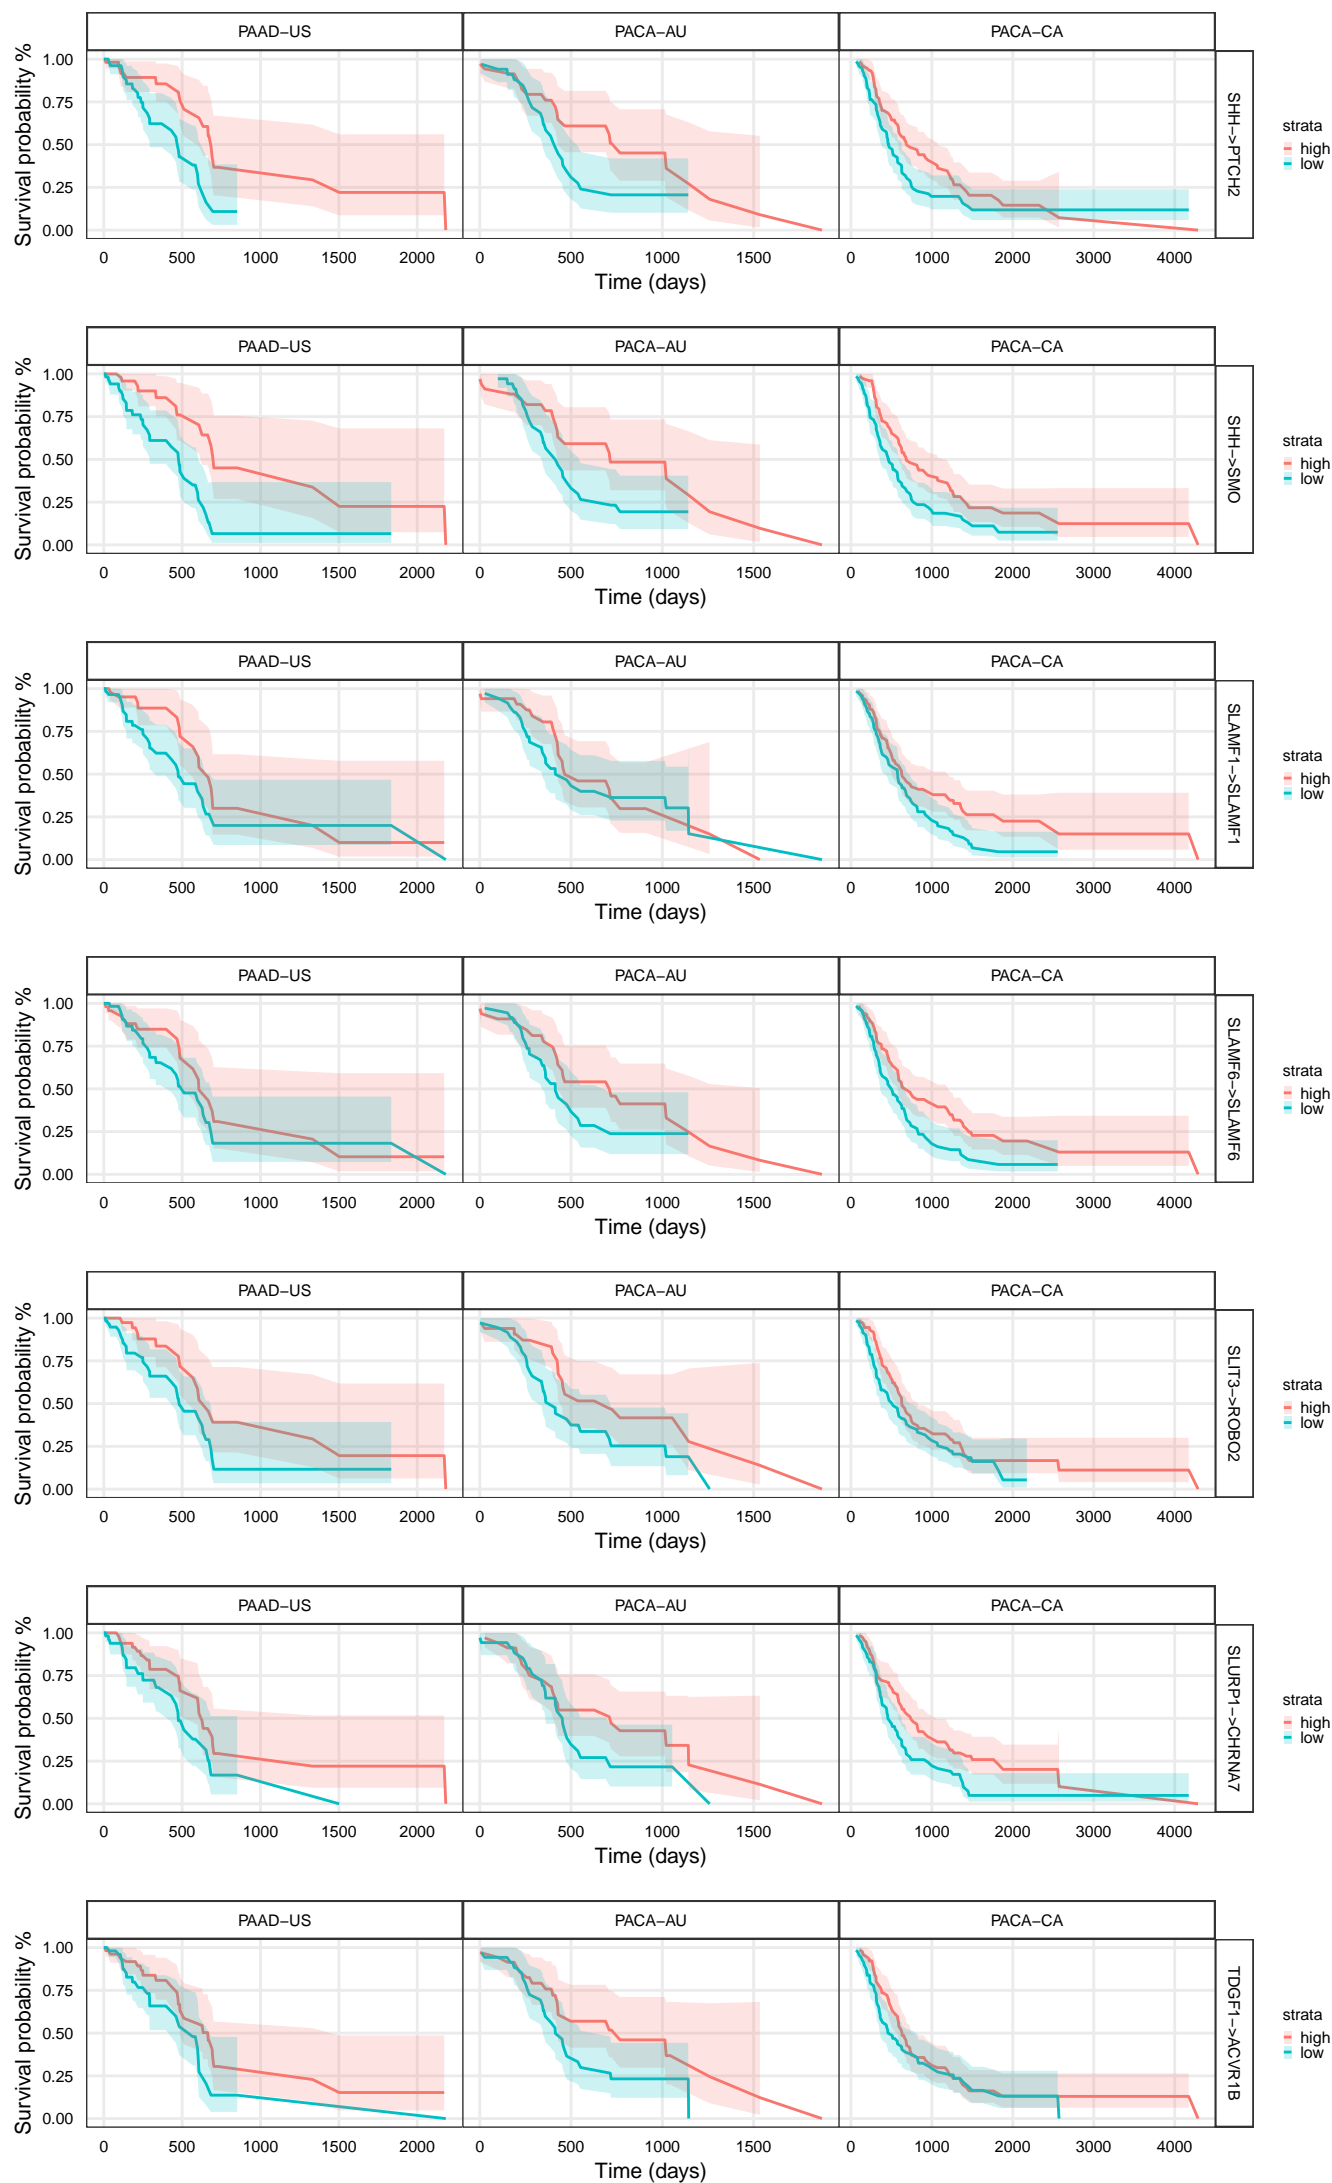 PAAD−US PACA−AU PACA−CA
Survival probability %
1.00
0.75
0.50
0.25
0.00
SHH−>PTCH2
strata
high
low
0 500 1000 1500 2000 0 500 1000 1500 0 1000 2000 3000 4000
Time (days)
PAAD−US PACA−AU PACA−CA
Survival probability %
1.00
0.75
0.50
0.25
0.00
SHH−>SMO
strata
high
low
0 500 1000 1500 2000 0 500 1000 1500 0 1000 2000 3000 4000
Time (days)
PAAD−US PACA−AU PACA−CA
Survival probability %
1.00
0.75
0.50
0.25
0.00
SLAMF1−>SLAMF1
strata
high
low
0 500 1000 1500 2000 0 500 1000 1500 0 1000 2000 3000 4000
Time (days)
PAAD−US PACA−AU PACA−CA
Survival probability %
1.00
0.75
0.50
0.25
0.00
SLAMF6−>SLAMF6
strata
high
low
0 500 1000 1500 2000 0 500 1000 1500 0 1000 2000 3000 4000
Time (days)
PAAD−US PACA−AU PACA−CA
Survival probability %
1.00
0.75
0.50
0.25
0.00
SLIT3−>ROBO2
strata
high
low
0 500 1000 1500 2000 0 500 1000 1500 0 1000 2000 3000 4000
Time (days)
PAAD−US PACA−AU PACA−CA
Survival probability %
1.00
0.75
0.50
0.25
0.00
SLURP1−>CHRNA7
strata
high
low
0 500 1000 1500 2000 0 500 1000 1500 0 1000 2000 3000 4000
Time (days)
PAAD−US PACA−AU PACA−CA
Survival probability %
1.00
0.75
0.50
0.25
0.00
TDGF1−>ACVR1B
strata
high
low
0 500 1000 1500 2000 0 500 1000 1500 0 1000 2000 3000 4000
Time (days)